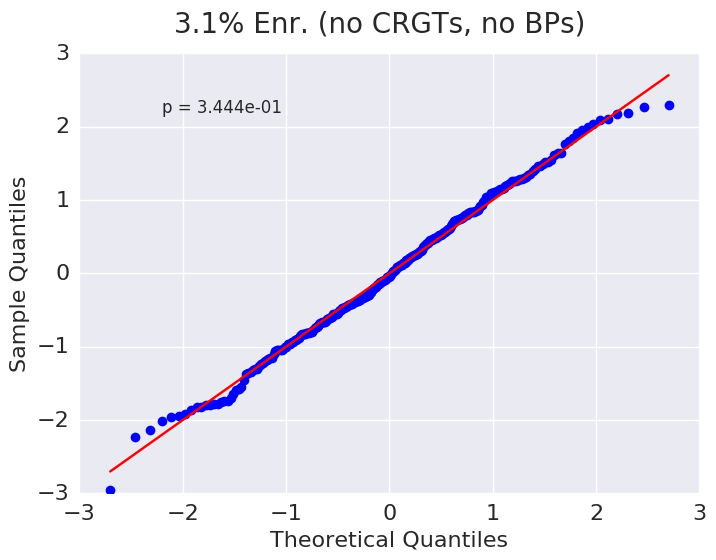 3.1% Enr. (no CRGTs, no BPs)
3
2
1
0
−1
−2
−3
p = 3.444e-01
Sample Quantiles
−3 −2 −1 0 1 2 3
Theoretical Quantiles